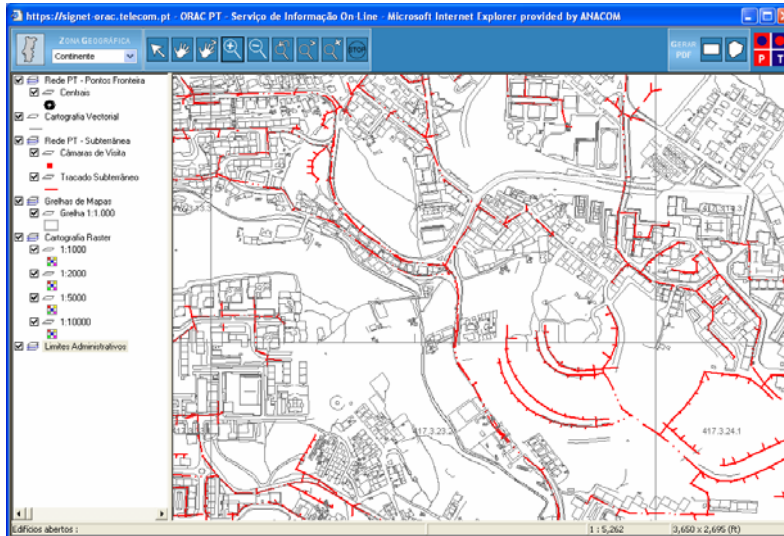 https://signet-orac.telecom.pt - ORAC PT - Serviço de Informação On-Line - Microsoft Internet Explorer provided by ANACOM
ZONA GEOGRÁFICA
Continente
STOP
GERAR
PDF
P T
Rede PT - Pontos Fronteira
Centrais
Cartografia Vectorial
Rede PT - Subterrânea
Câmaras de Visita
Tracado Subterrâneo
Grelhas de Mapas
Grelha 1:1.000
Cartografia Raster
1:1000
1:2000
1:5000
1:10000
Limites Administrativos
417.3.24.1
Edifícios abertos :
1 : 5,262
3,650 x 2,695 (ft)